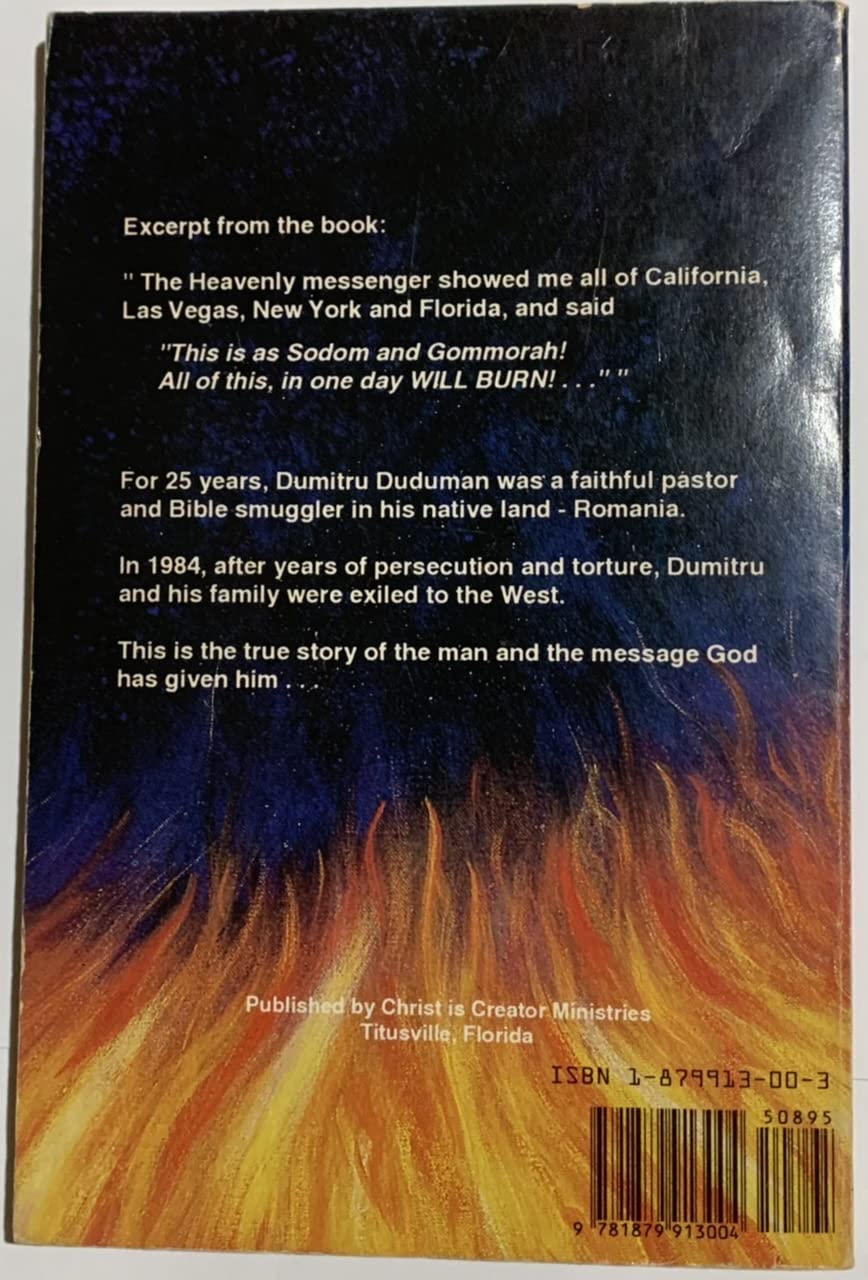 Excerpt from the book:
" The Heavenly messenger showed me all of California,
Las Vegas, New York and Florida, and said
"This is as Sodom and Gommorah!
All of this, in one day WILL BURN! . . ." "
For 25 years, Dumitru Duduman was a faithful pastor
and Bible smuggler in his native land - Romania.
In 1984, after years of persecution and torture, Dumitru
and his family were exiled to the West.
This is the true story of the man and the message God
has given him . . .
Published by Christ is Creator Ministries
Titusville, Florida
ISBN 1-879913-00-3
50895
9 781879 913004